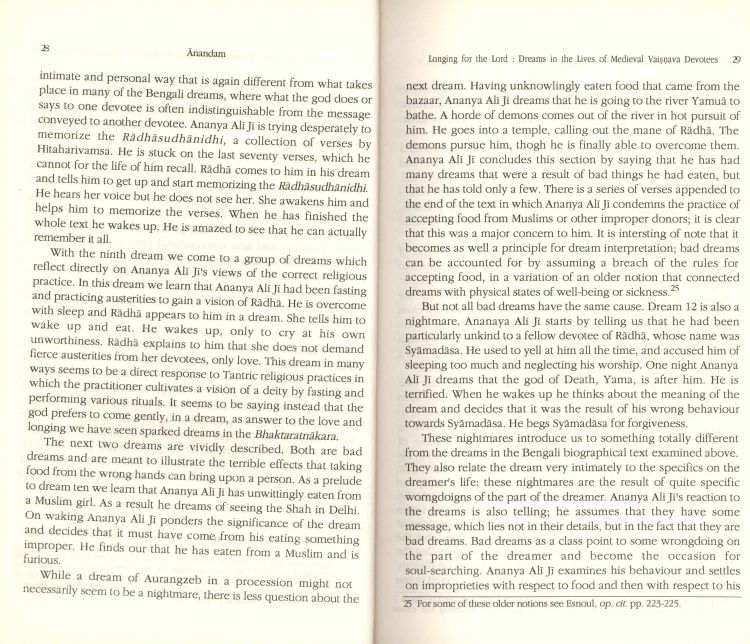 28
Ānandam
intimate and personal way that is again different from what takes
place in many of the Bengali dreams, where what the god does or
says to one devotee is often indistinguishable from the message
conveyed to another devotee. Ananya Ali Ji is trying desperately to
memorize the Rādhāsudhānidhi, a collection of verses by
Hitaharivamsa. He is stuck on the last seventy verses, which he
cannot for the life of him recall. Rādhā comes to him in his dream
and tells him to get up and start memorizing the Rādhāsudhānidhi.
He hears her voice but he does not see her. She awakens him and
helps him to memorize the verses. When he has finished the
whole text he wakes up. He is amazed to see that he can actually
remember it all.
With the ninth dream we come to a group of dreams which
reflect directly on Ananya Ali Ji's views of the correct religious
practice. In this dream we learn that Ananya Ali Ji had been fasting
and practicing austerities to gain a vision of Rādhā. He is overcome
with sleep and Rādhā appears to him in a dream. She tells him to
wake up and eat. He wakes up, only to cry at his own
unworthiness. Rādhā explains to him that she does not demand
fierce austerities from her devotees, only love. This dream in many
ways seems to be a direct response to Tantric religious practices in
which the practitioner cultivates a vision of a deity by fasting and
performing various rituals. It seems to be saying instead that the
god prefers to come gently, in a dream, as answer to the love and
longing we have seen sparked dreams in the Bhaktaratnākara.
The next two dreams are vividly described. Both are bad
dreams and are meant to illustrate the terrible effects that taking
food from the wrong hands can bring upon a person. As a prelude
to dream ten we learn that Ananya Ali Ji has unwittingly eaten from
a Muslim girl. As a result he dreams of seeing the Shah in Delhi.
On waking Ananya Ali Ji ponders the significance of the dream
and decides that it must have come from his eating something
improper. He finds our that he has eaten from a Muslim and is
furious.
While a dream of Aurangzeb in a procession might not
necessarily seem to be a nightmare, there is less question about the
Longing for the Lord : Dreams in the Lives of Medieval Vaiṣṇava Devotees 29
next dream. Having unknowlingly eaten food that came from the
bazaar, Ananya Ali Ji dreams that he is going to the river Yamuā to
bathe. A horde of demons comes out of the river in hot pursuit of
him. He goes into a temple, calling out the mane of Rādhā. The
demons pursue him, thogh he is finally able to overcome them.
Ananya Ali Ji concludes this section by saying that he has had
many dreams that were a result of bad things he had eaten, but
that he has told only a few. There is a series of verses appended to
the end of the text in which Ananya Ali Ji condemns the practice of
accepting food from Muslims or other improper donors; it is clear
that this was a major concern to him. It is intersting of note that it
becomes as well a principle for dream interpretation; bad dreams
can be accounted for by assuming a breach of the rules for
accepting food, in a variation of an older notion that connected
dreams with physical states of well-being or sickness.25
But not all bad dreams have the same cause. Dream 12 is also a
nightmare. Ananaya Ali Ji starts by telling us that he had been
particularly unkind to a fellow devotee of Rādhā, whose name was
Syāmadāsa. He used to yell at him all the time, and accused him of
sleeping too much and neglecting his worship. One night Ananya
Ali Ji dreams that the god of Death, Yama, is after him. He is
terrified. When he wakes up he thinks about the meaning of the
dream and decides that it was the result of his wrong behaviour
towards Syāmadāsa. He begs Syāmadāsa for forgiveness.
These nightmares introduce us to something totally different
from the dreams in the Bengali biographical text examined above.
They also relate the dream very intimately to the specifics on the
dreamer's life: these nightmares are the result of quite specific
worngdoigns of the part of the dreamer. Ananya Ali Ji's reaction to
the dreams is also telling; he assumes that they have some
message, which lies not in their details, but in the fact that they are
bad dreams. Bad dreams as a class point to some wrongdoing on
the part of the dreamer and become the occasion for
soul-searching. Ananya Ali Ji examines his behaviour and settles
on improprieties with respect to food and then with respect to his
25 For some of these older notions see Esnoul, op. cit. pp. 223-225.